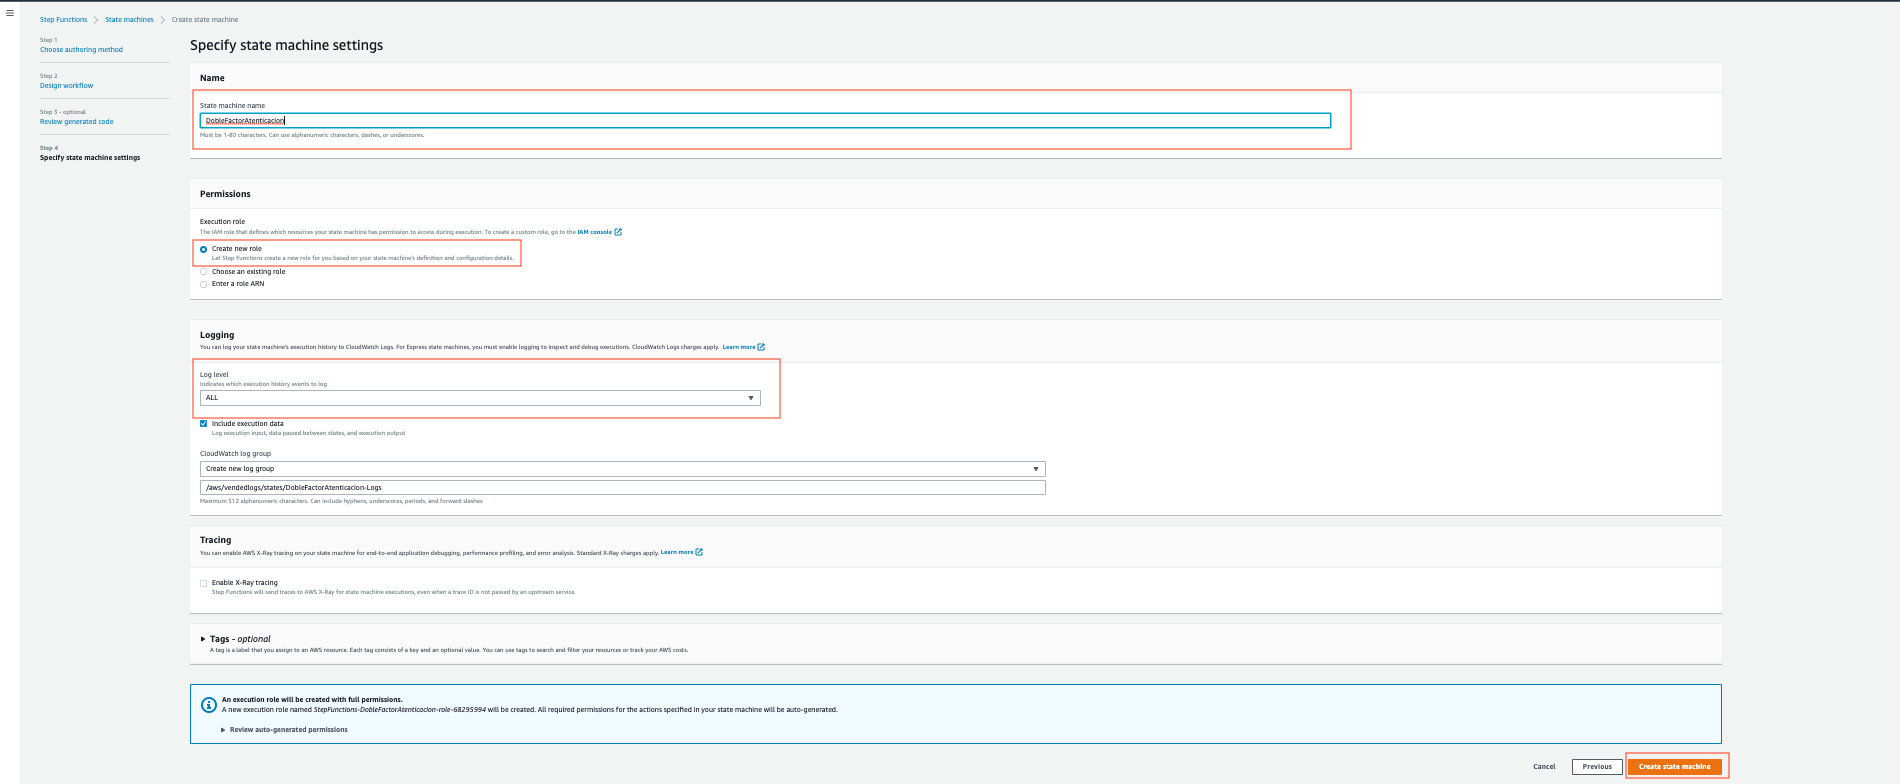 Step Functions > State machines > Create state machine
Step 1
Choose authoring method
Step 2
Design workflow
Step 3 - optional
Review generated code
Step 4
Specify state machine settings
Specify state machine settings
Name
State machine name
DobleFactorAtenticacion
Must be 1-80 characters. Can use alphanumeric characters, dashes, or underscores.
Permissions
Execution role
The IAM role that defines which resources your state machine has permission to access during execution. To create a custom role, go to the IAM console
Create new role
Let Step Functions create a new role for you based on your state machine's definition and configuration details.
Choose an existing role
Enter a role ARN
Logging
You can log your state machine's execution history to CloudWatch Logs. For Express state machines, you must enable logging to inspect and debug executions. CloudWatch Logs charges apply. Learn more
Log level
Indicates which execution history events to log
ALL
Include execution data
Log execution input, data passed between states, and execution output
CloudWatch log group
Create new log group
/aws/vendedlogs/states/DobleFactorAtenticacion-Logs
Maximum 512 alphanumeric characters. Can include hyphens, underscores, periods, and forward slashes
Tracing
You can enable AWS X-Ray tracing on your state machine for end-to-end application debugging, performance profiling, and error analysis. Standard X-Ray charges apply. Learn more
Enable X-Ray tracing
Step Functions will send traces to AWS X-Ray for state machine executions, even when a trace ID is not passed by an upstream service.
Tags - optional
A tag is a label that you assign to an AWS resource. Each tag consists of a key and an optional value. You can use tags to search and filter your resources or track your AWS costs.
An execution role will be created with full permissions.
A new execution role named StepFunctions-DobleFactorAtenticacion-role-68295994 will be created. All required permissions for the actions specified in your state machine will be auto-generated.
Review auto-generated permissions
Cancel
Previous
Create state machine